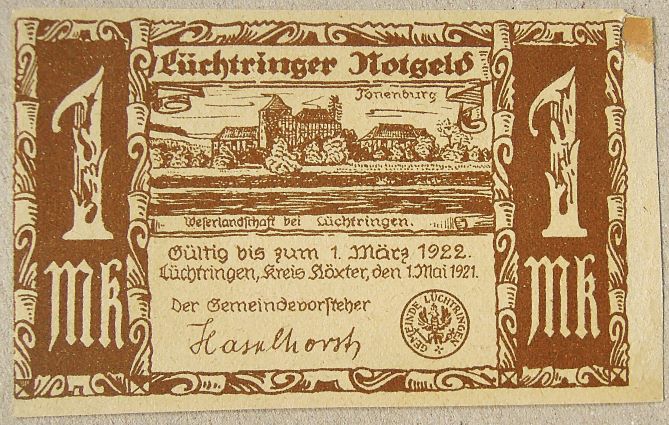 Lüchtringer Notgeld
Tonenburg
1
Mk
1
Mk
Weserlandschaft bei Lüchtringen.
Gültig bis zum 1. März 1922.
Lüchtringen, Kreis Höxter, den 1. Mai 1921.
Der Gemeindevorsteher
Haselhorst
GEMEINDE LÜCHTRINGEN